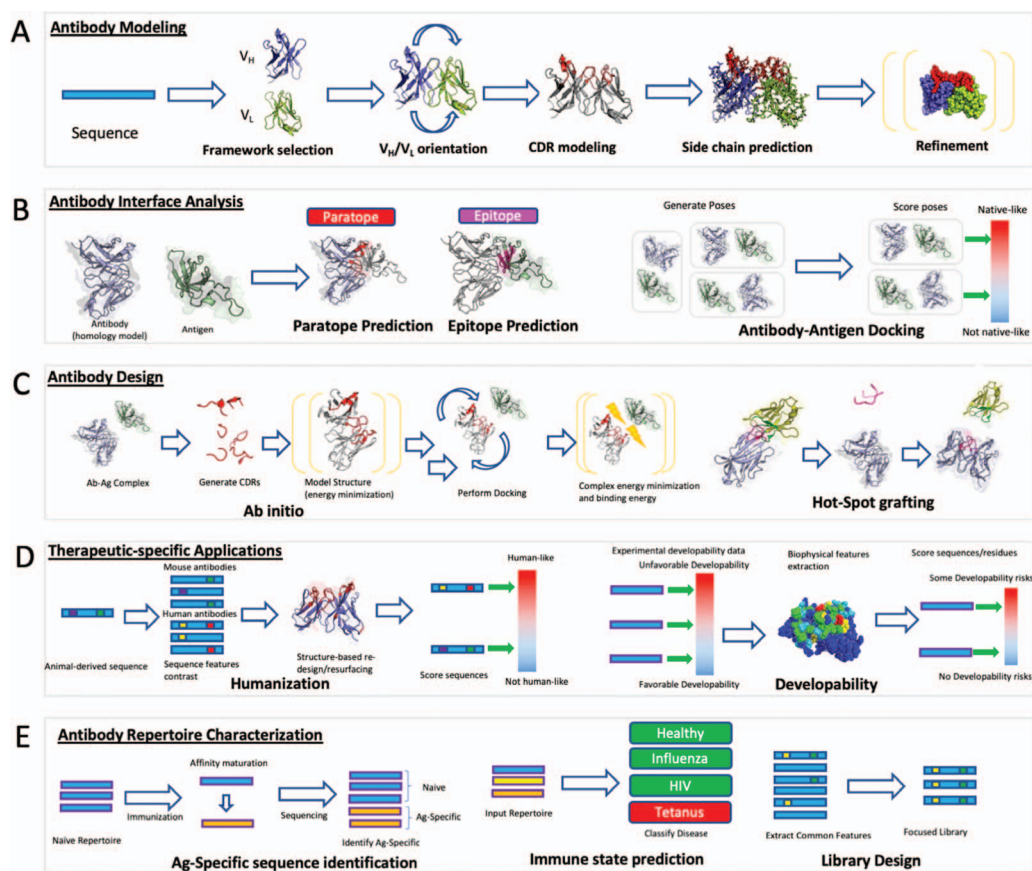 A
Antibody Modeling
Sequence
VH
VL
Framework selection
VH/VL orientation
CDR modeling
Side chain prediction
Refinement
B
Antibody Interface Analysis
Antibody
(homology model)
Antigen
Paratope
Paratope Prediction
Epitope
Epitope Prediction
Generate Poses
Score poses
Native-like
Not native-like
Antibody-Antigen Docking
C
Antibody Design
Ab-Ag Complex
Generate CDRs
Model Structure
(energy minimization)
Perform Docking
Complex energy minimization
and binding energy
Ab initio
Hot-Spot grafting
D
Therapeutic-specific Applications
Animal-derived sequence
Mouse antibodies
Human antibodies
Sequence features
contrast
Structure-based re-
design/resurfacing
Score sequences
Human-like
Not human-like
Humanization
Experimental developability data
Unfavorable Developability
Favorable Developability
Biophysical features
extraction
Score sequences/residues
Some Developability risks
No Developability risks
Developability
E
Antibody Repertoire Characterization
Naïve Repertoire
Immunization
Affinity maturation
Sequencing
Naive
Ag-Specific
Identify Ag-Specific
Ag-Specific sequence identification
Input Repertoire
Healthy
Influenza
HIV
Tetanus
Classify Disease
Immune state prediction
Extract Common Features
Focused Library
Library Design